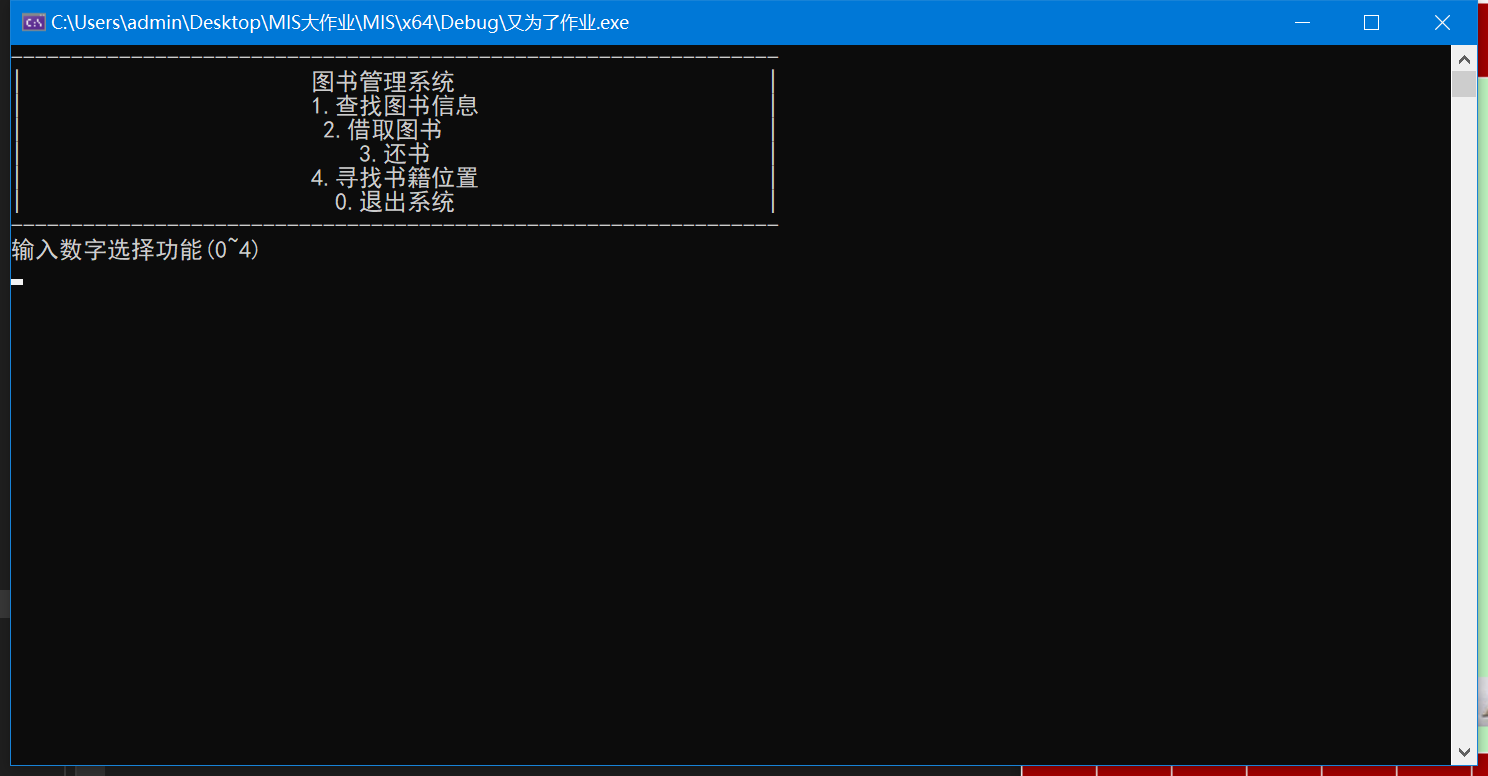 C:\Users\admin\Desktop\MIS大作业\MIS\x64\Debug\又为了作业.exe
----------------------------------------------------------------
| 图书管理系统 |
| 1.查找图书信息 |
| 2.借取图书 |
| 3.还书 |
| 4.寻找书籍位置 |
| 0.退出系统 |
----------------------------------------------------------------
输入数字选择功能(0~4)